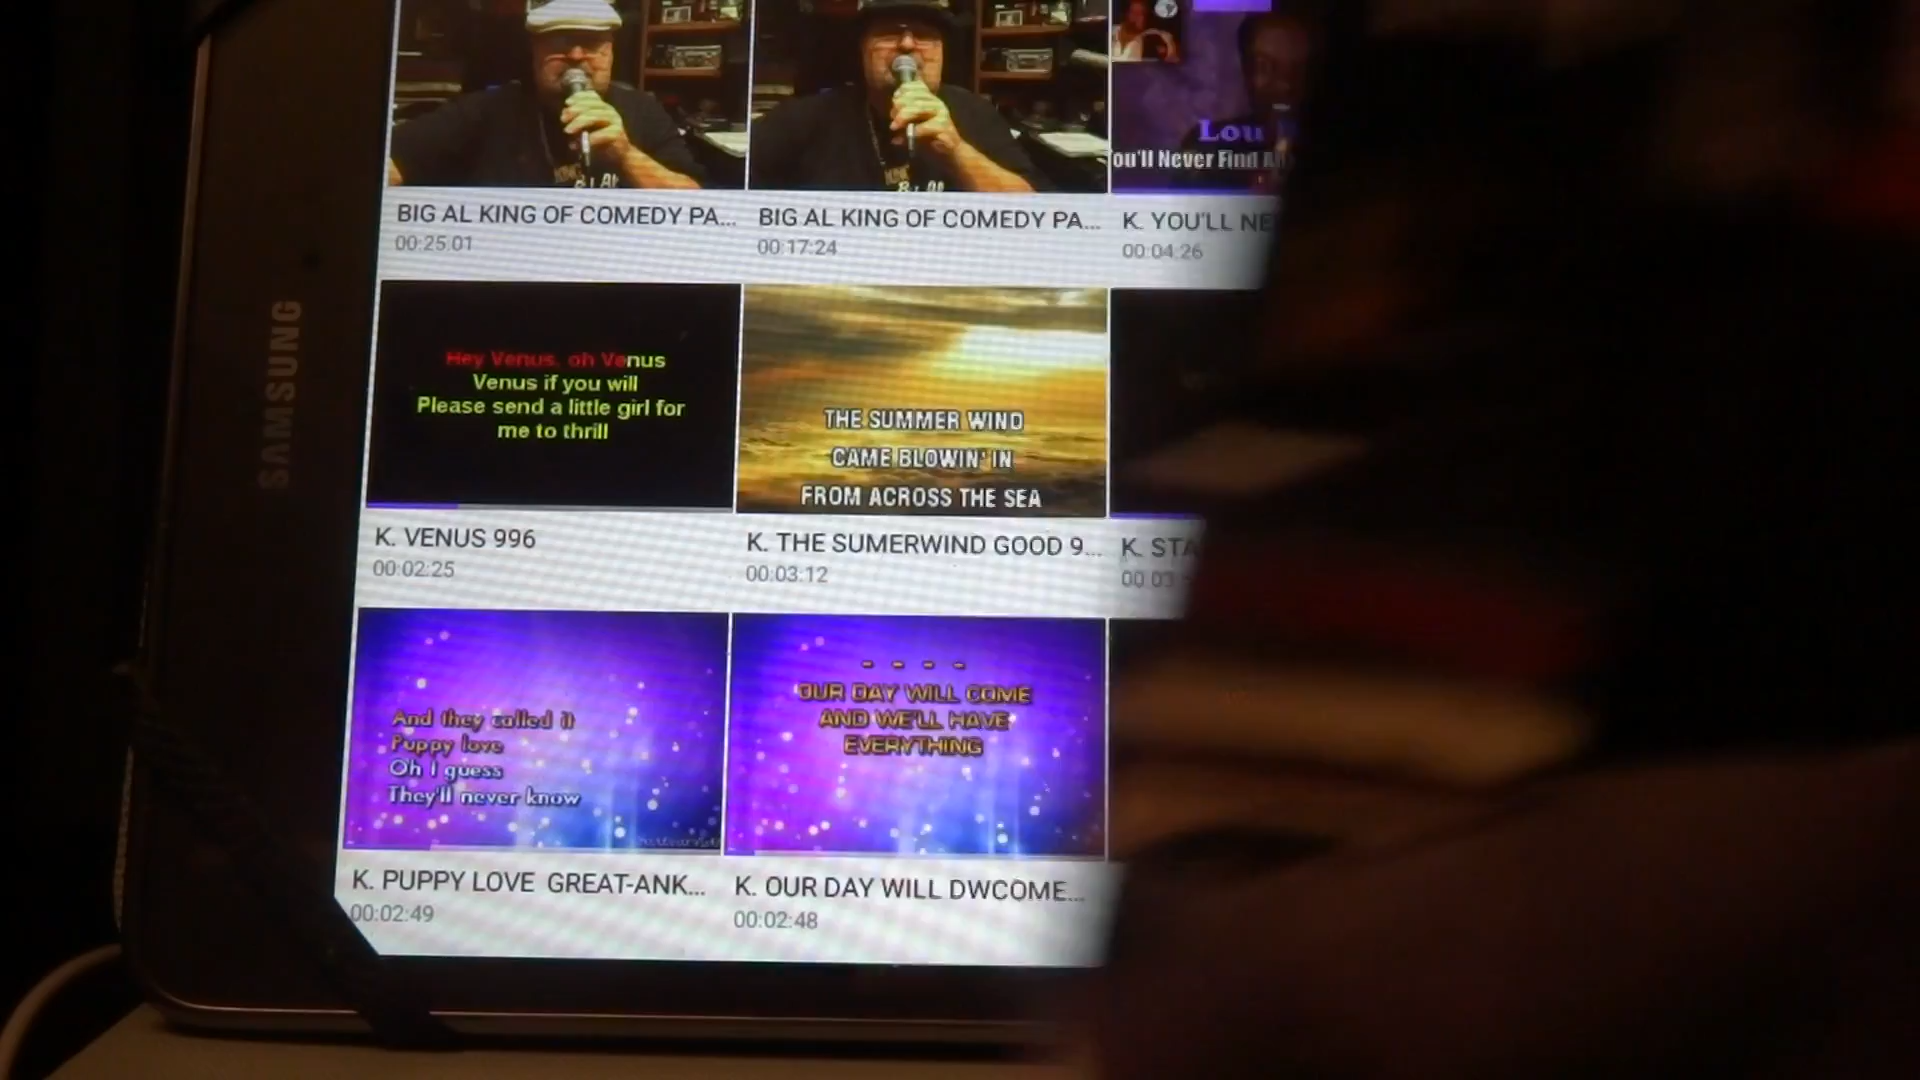 Lou
ou'll Never Find A
BIG AL KING OF COMEDY PA...
00:25:01
BIG AL KING OF COMEDY PA...
00:17:24
K. YOU'LL NE
00:04:26
SAMSUNG
Hey Venus, oh Venus
Venus if you will
Please send a little girl for
me to thrill
THE SUMMER WIND
CAME BLOWIN' IN
FROM ACROSS THE SEA
K. VENUS 996
00:02:25
K. THE SUMERWIND GOOD 9...
00:03:12
K. STA
00:03
And they called it
Puppy love
Oh I guess
They'll never know
- - - -
OUR DAY WILL COME
AND WE'LL HAVE
EVERYTHING
K. PUPPY LOVE GREAT-ANK...
00:02:49
K. OUR DAY WILL DWCOME...
00:02:48